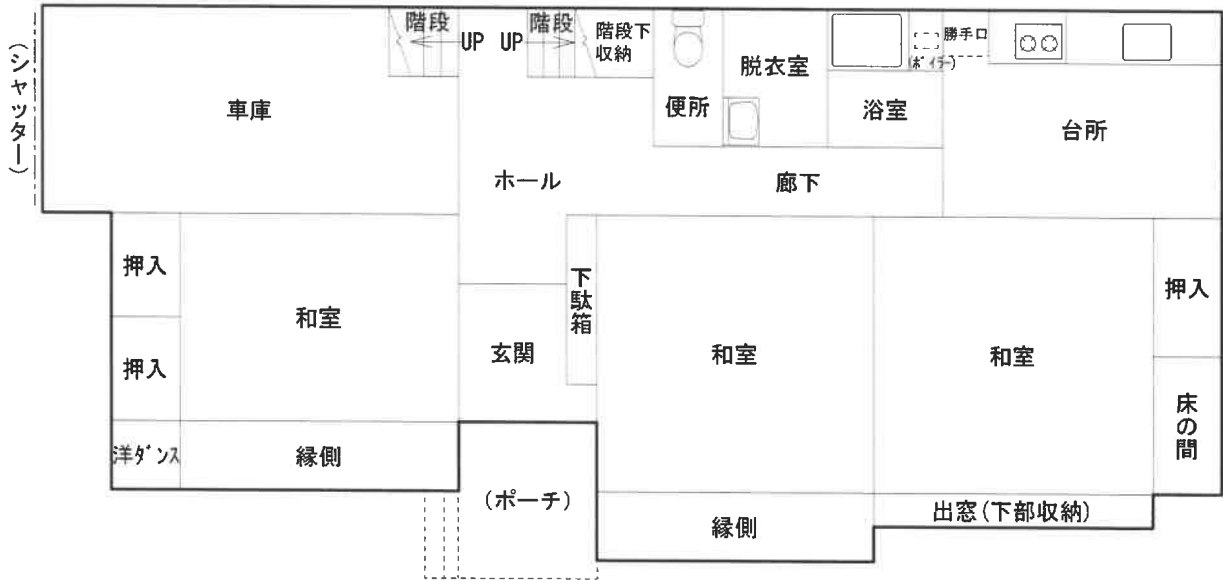 階段
UP
UP
階段
階段下
収納
脱衣室
勝手口
(ボイラー)
(シャッター)
車庫
便所
浴室
台所
ホール
廊下
押入
和室
下駄箱
押入
玄関
和室
和室
押入
床の間
洋ダンス
縁側
(ポーチ)
縁側
出窓(下部収納)